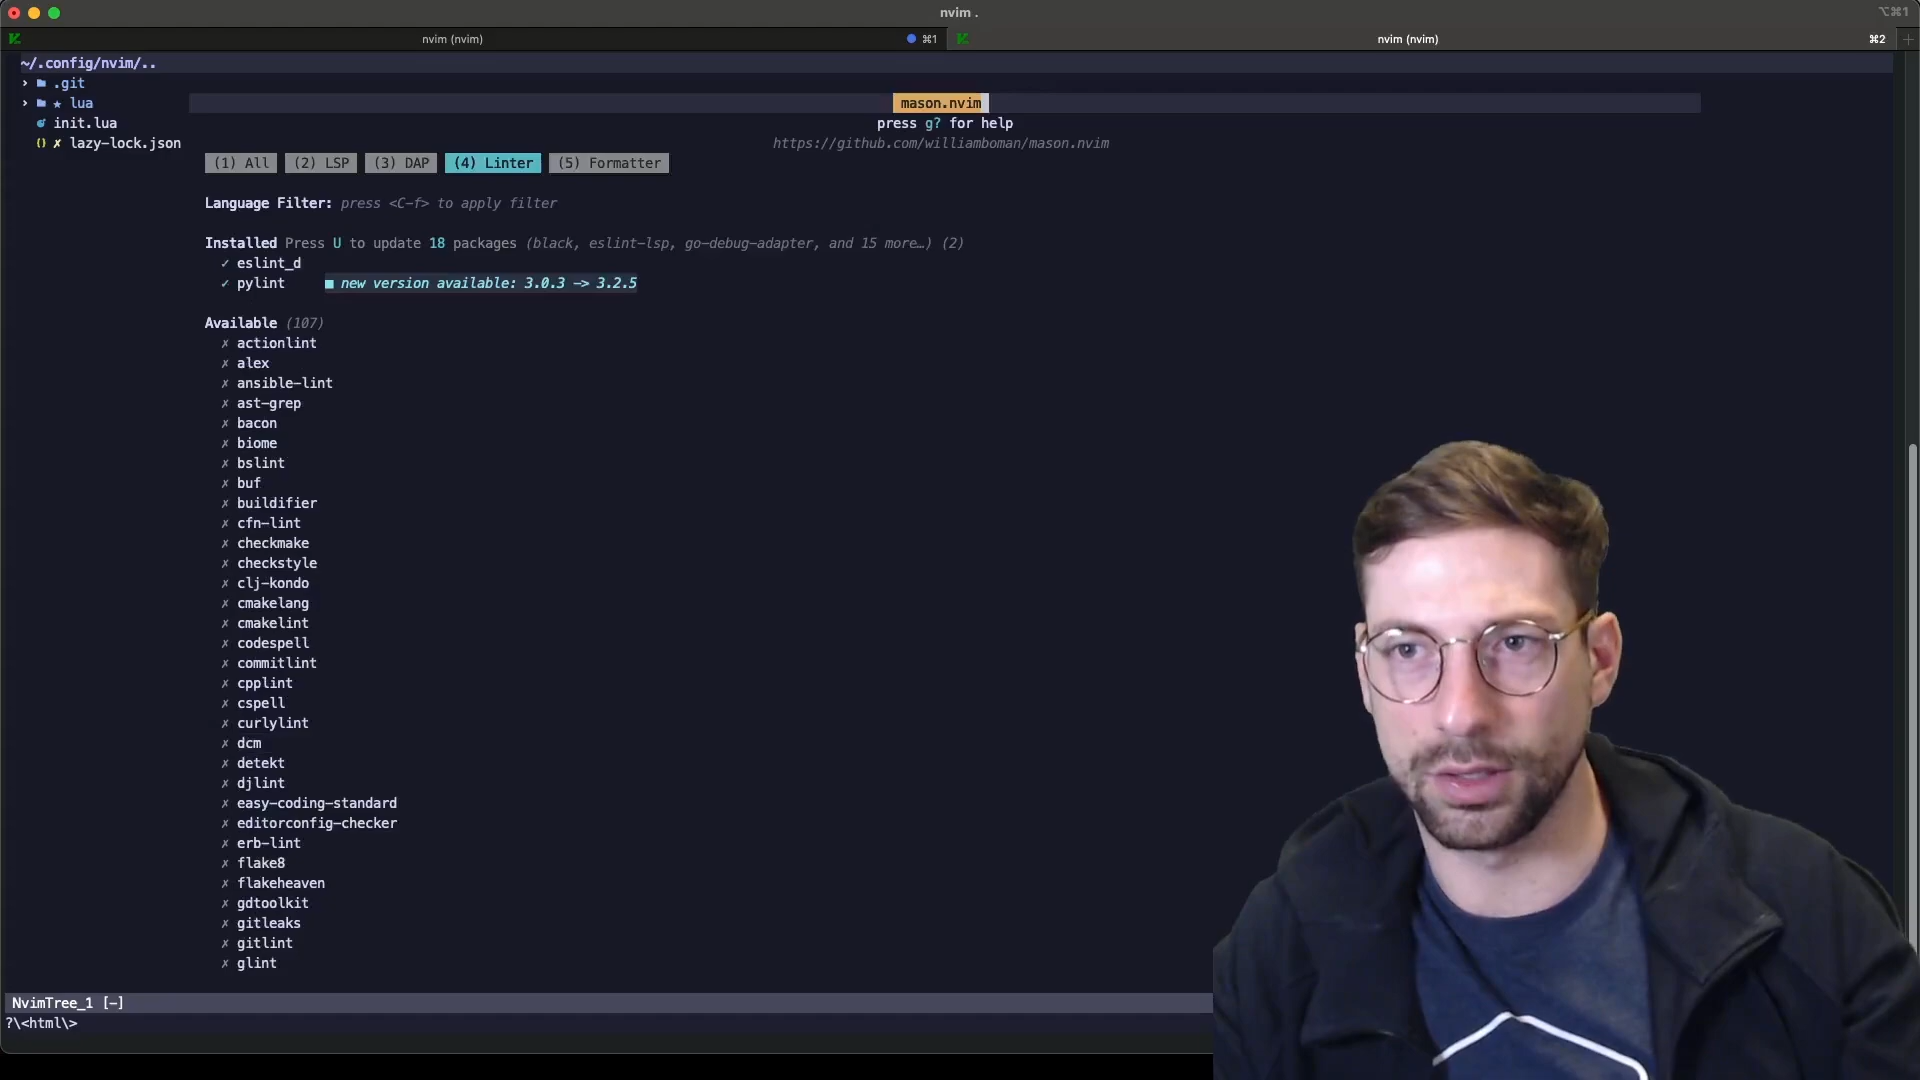 nvim .
⌥⌘1
nvim (nvim)
⌘1
nvim (nvim)
⌘2
~/.config/nvim/..
.git
lua
init.lua
lazy-lock.json
mason.nvim
press g? for help
https://github.com/williamboman/mason.nvim
(1) All (2) LSP (3) DAP (4) Linter (5) Formatter
Language Filter: press <C-f> to apply filter
Installed Press U to update 18 packages (black, eslint-lsp, go-debug-adapter, and 15 more…) (2)
✓ eslint_d
✓ pylint ■ new version available: 3.0.3 -> 3.2.5
Available (107)
✗ actionlint
✗ alex
✗ ansible-lint
✗ ast-grep
✗ bacon
✗ biome
✗ bslint
✗ buf
✗ buildifier
✗ cfn-lint
✗ checkmake
✗ checkstyle
✗ clj-kondo
✗ cmakelang
✗ cmakelint
✗ codespell
✗ commitlint
✗ cpplint
✗ cspell
✗ curlylint
✗ dcm
✗ detekt
✗ djlint
✗ easy-coding-standard
✗ editorconfig-checker
✗ erb-lint
✗ flake8
✗ flakeheaven
✗ gdtoolkit
✗ gitleaks
✗ gitlint
✗ glint
NvimTree_1 [-]
?\<html\>